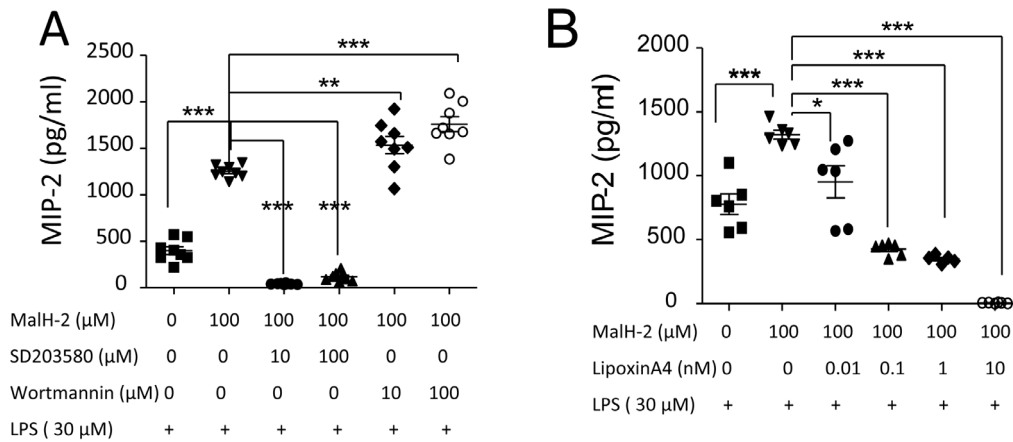 A
MIP-2 (pg/ml)
2500
2000
1500
1000
500
0
***
**
***
*** ***
MalH-2 (µM) 0 100 100 100 100 100
SD203580 (µM) 0 0 10 100 0 0
Wortmannin (µM) 0 0 0 0 10 100
LPS ( 30 µM) + + + + + +
B
MIP-2 (pg/ml)
2000
1500
1000
500
0
***
***
***
***
*
MalH-2 (µM) 0 100 100 100 100 100
LipoxinA4 (nM) 0 0 0.01 0.1 1 10
LPS ( 30 µM) + + + + + +